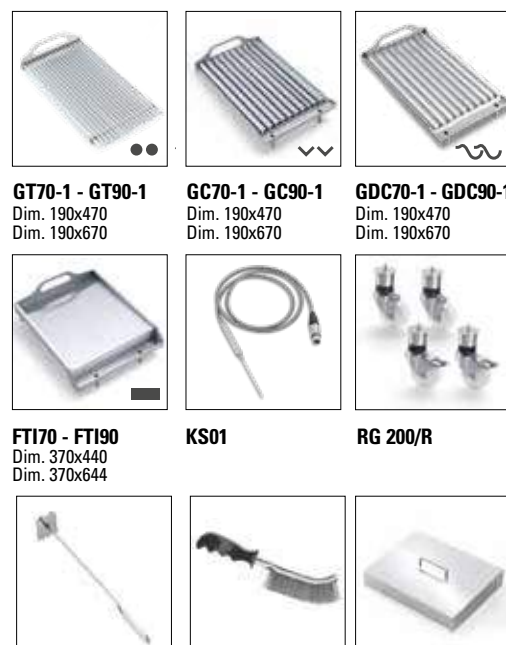 GT70-1 - GT90-1
Dim. 190x470
Dim. 190x670
GC70-1 - GC90-1
Dim. 190x470
Dim. 190x670
GDC70-1 - GDC90-1
Dim. 190x470
Dim. 190x670
FTI70 - FTI90
Dim. 370x440
Dim. 370x644
KS01
RG 200/R